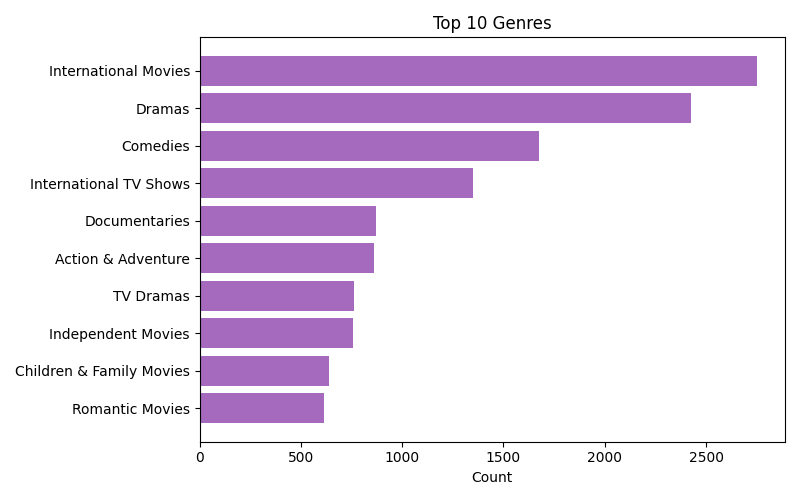 Top 10 Genres
International Movies
Dramas
Comedies
International TV Shows
Documentaries
Action & Adventure
TV Dramas
Independent Movies
Children & Family Movies
Romantic Movies
0 500 1000 1500 2000 2500
Count